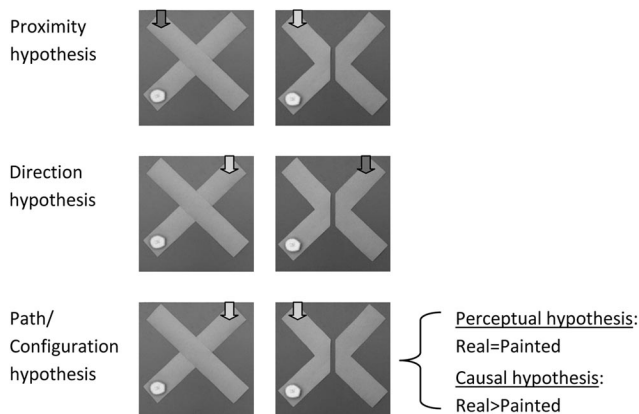 Proximity
hypothesis
Direction
hypothesis
Path/
Configuration
hypothesis
Perceptual hypothesis:
Real=Painted
Causal hypothesis:
Real>Painted